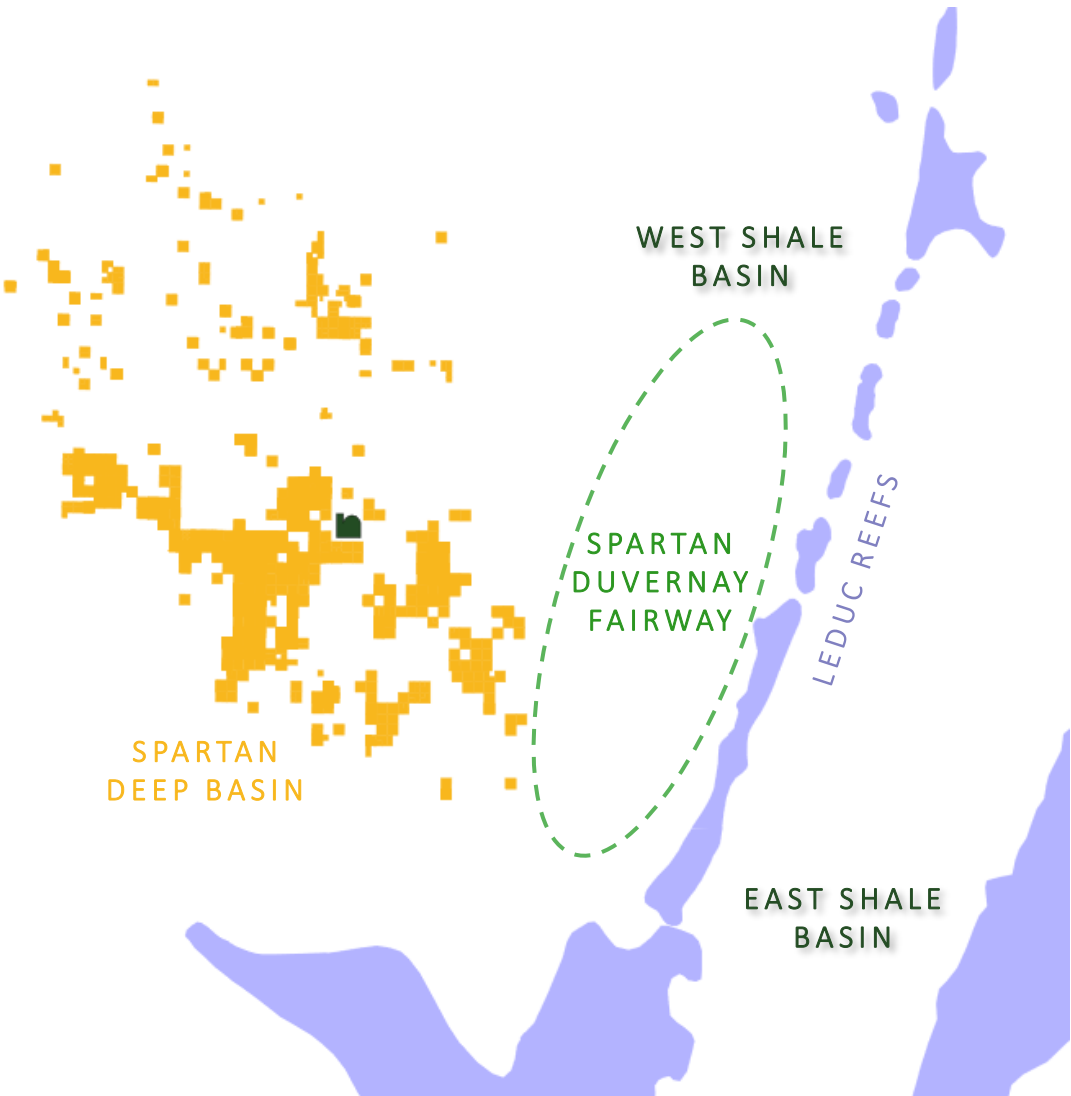 WEST SHALE
BASIN
SPARTAN
DUVERNAY
FAIRWAY
LEDUC REEFS
SPARTAN
DEEP BASIN
EAST SHALE
BASIN